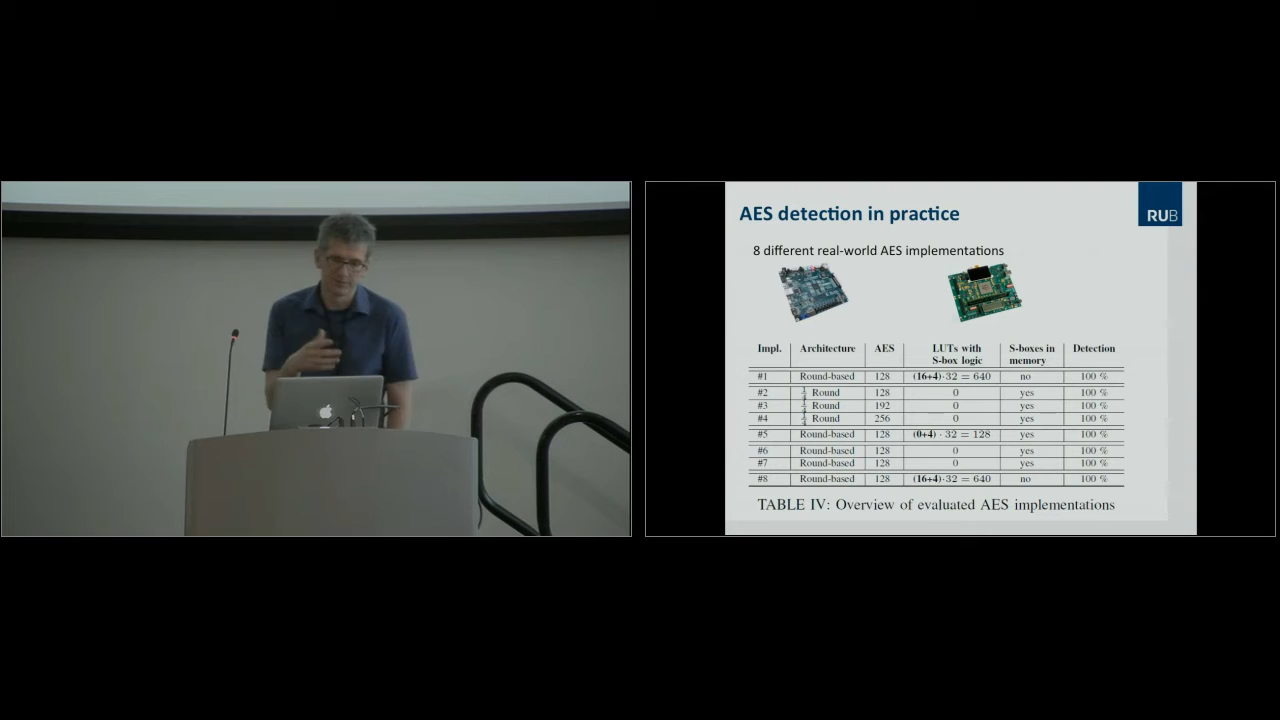 AES detection in practice
RUB
8 different real-world AES implementations
Impl. Architecture AES LUTs with S-box logic S-boxes in memory Detection
#1 Round-based 128 (16+4)·32 = 640 no 100 %
#2 Round 128 0 yes 100 %
#3 Round 192 0 yes 100 %
#4 Round 256 0 yes 100 %
#5 Round-based 128 (0+4) · 32 = 128 yes 100 %
#6 Round-based 128 0 yes 100 %
#7 Round-based 128 0 yes 100 %
#8 Round-based 128 (16+4)·32 = 640 no 100 %
TABLE IV: Overview of evaluated AES implementations